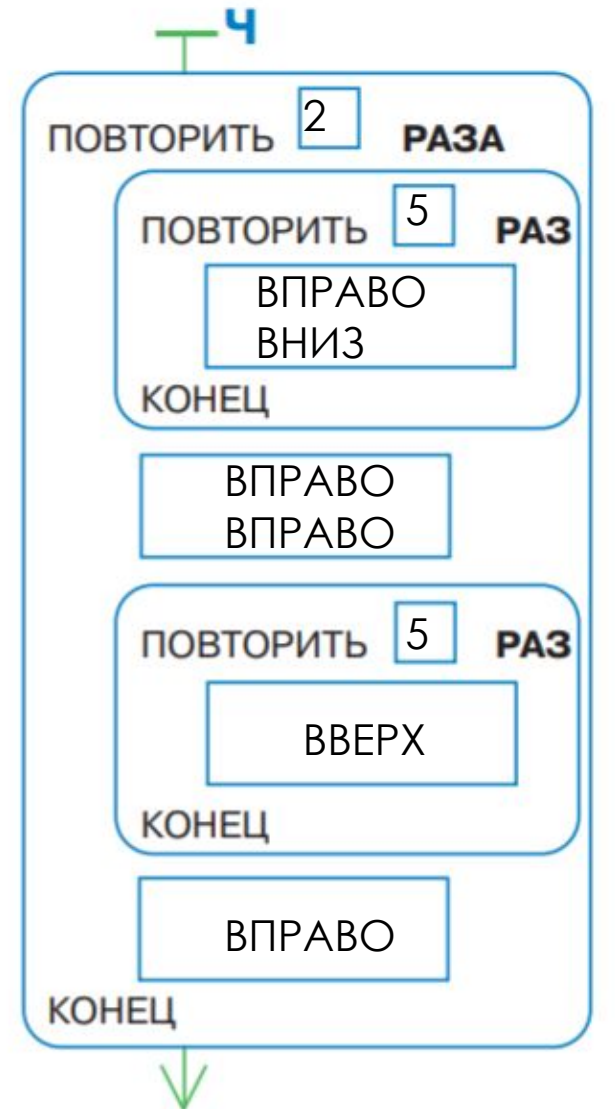 Ч
ПОВТОРИТЬ 2 РАЗА
ПОВТОРИТЬ 5 РАЗ
ВПРАВО
ВНИЗ
КОНЕЦ
ВПРАВО
ВПРАВО
ПОВТОРИТЬ 5 РАЗ
ВВЕРХ
КОНЕЦ
ВПРАВО
КОНЕЦ